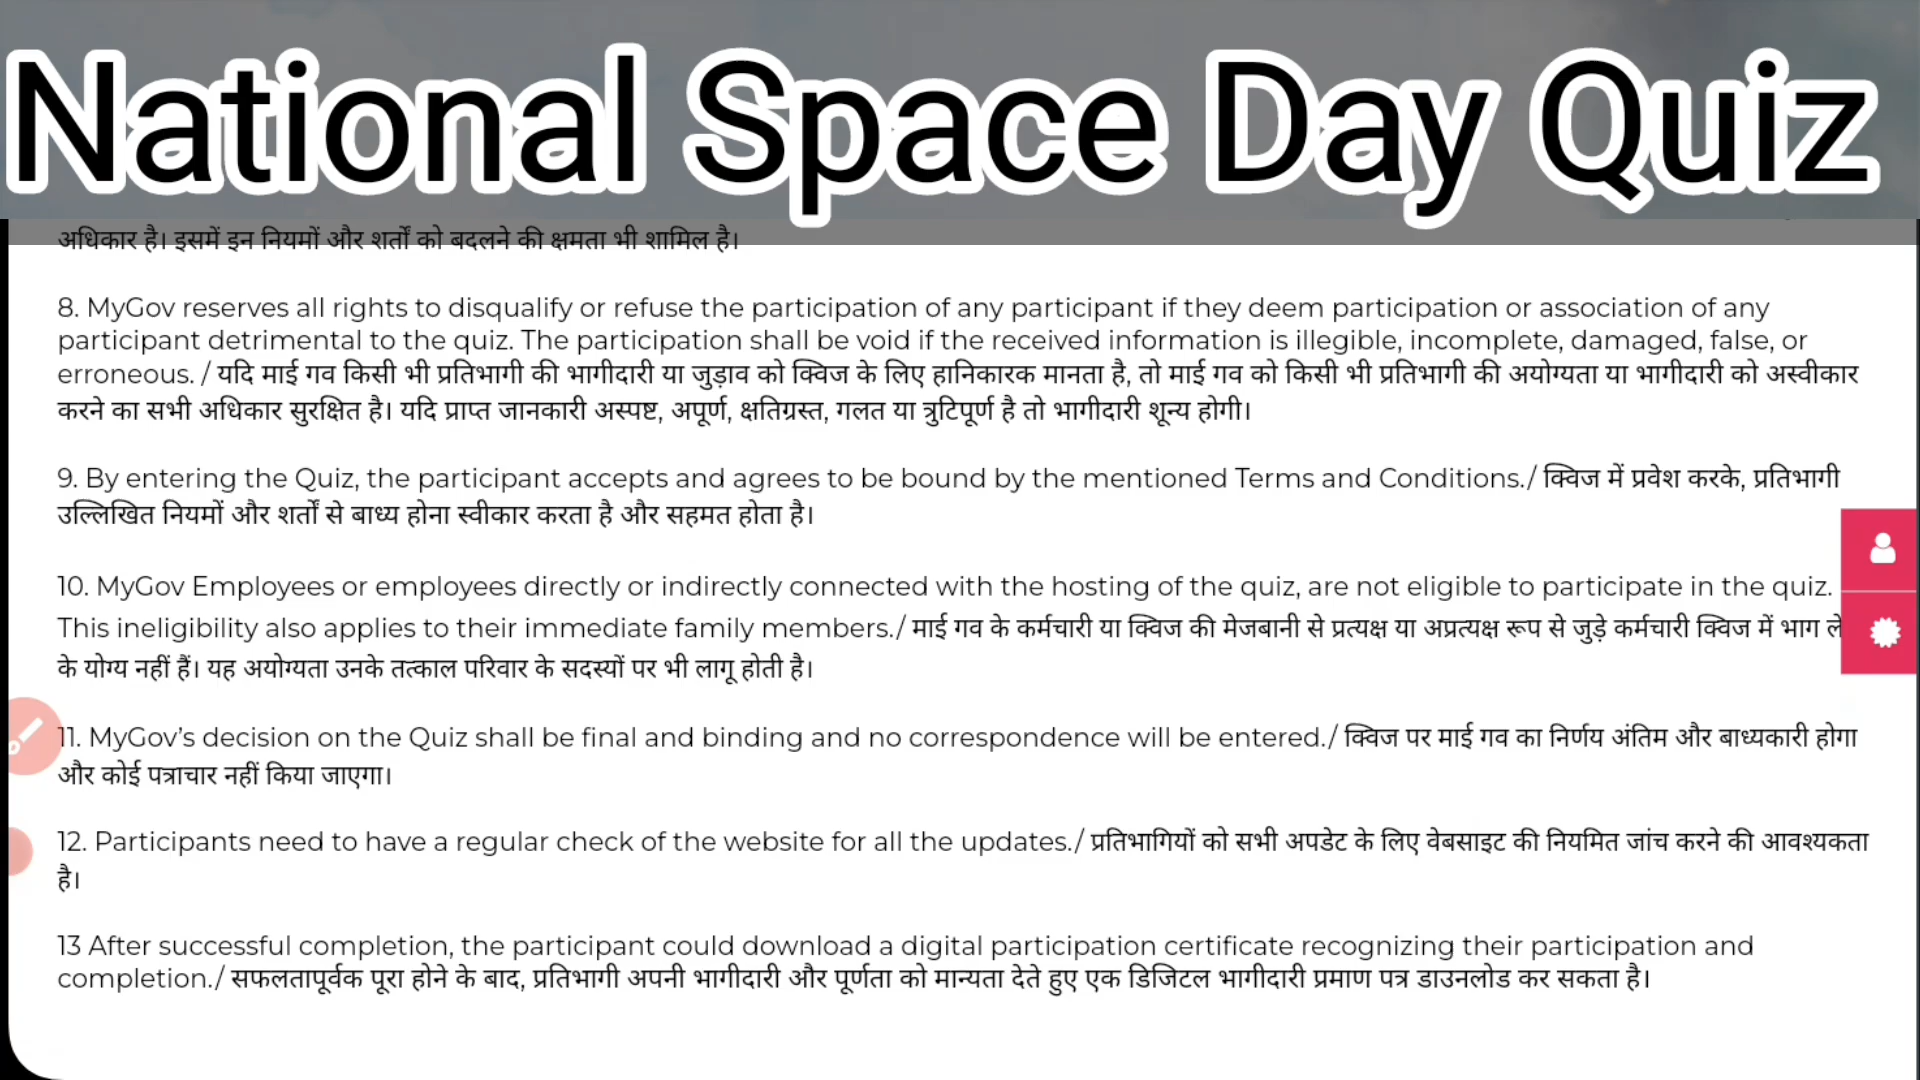 National Space Day Quiz
अधिकार है। इसमें इन नियमों और शर्तों को बदलने की क्षमता भी शामिल है।
8. MyGov reserves all rights to disqualify or refuse the participation of any participant if they deem participation or association of any
participant detrimental to the quiz. The participation shall be void if the received information is illegible, incomplete, damaged, false, or
erroneous. / यदि माई गव किसी भी प्रतिभागी की भागीदारी या जुड़ाव को क्विज के लिए हानिकारक मानता है, तो माई गव को किसी भी प्रतिभागी की अयोग्यता या भागीदारी को अस्वीकार
करने का सभी अधिकार सुरक्षित है। यदि प्राप्त जानकारी अस्पष्ट, अपूर्ण, क्षतिग्रस्त, गलत या त्रुटिपूर्ण है तो भागीदारी शून्य होगी।
9. By entering the Quiz, the participant accepts and agrees to be bound by the mentioned Terms and Conditions./ क्विज में प्रवेश करके, प्रतिभागी
उल्लिखित नियमों और शर्तों से बाध्य होना स्वीकार करता है और सहमत होता है।
10. MyGov Employees or employees directly or indirectly connected with the hosting of the quiz, are not eligible to participate in the quiz.
This ineligibility also applies to their immediate family members./ माई गव के कर्मचारी या क्विज की मेजबानी से प्रत्यक्ष या अप्रत्यक्ष रूप से जुड़े कर्मचारी क्विज में भाग ले
के योग्य नहीं हैं। यह अयोग्यता उनके तत्काल परिवार के सदस्यों पर भी लागू होती है।
11. MyGov’s decision on the Quiz shall be final and binding and no correspondence will be entered./ क्विज पर माई गव का निर्णय अंतिम और बाध्यकारी होगा
और कोई पत्राचार नहीं किया जाएगा।
12. Participants need to have a regular check of the website for all the updates./ प्रतिभागियों को सभी अपडेट के लिए वेबसाइट की नियमित जांच करने की आवश्यकता
है।
13 After successful completion, the participant could download a digital participation certificate recognizing their participation and
completion./ सफलतापूर्वक पूरा होने के बाद, प्रतिभागी अपनी भागीदारी और पूर्णता को मान्यता देते हुए एक डिजिटल भागीदारी प्रमाण पत्र डाउनलोड कर सकता है।